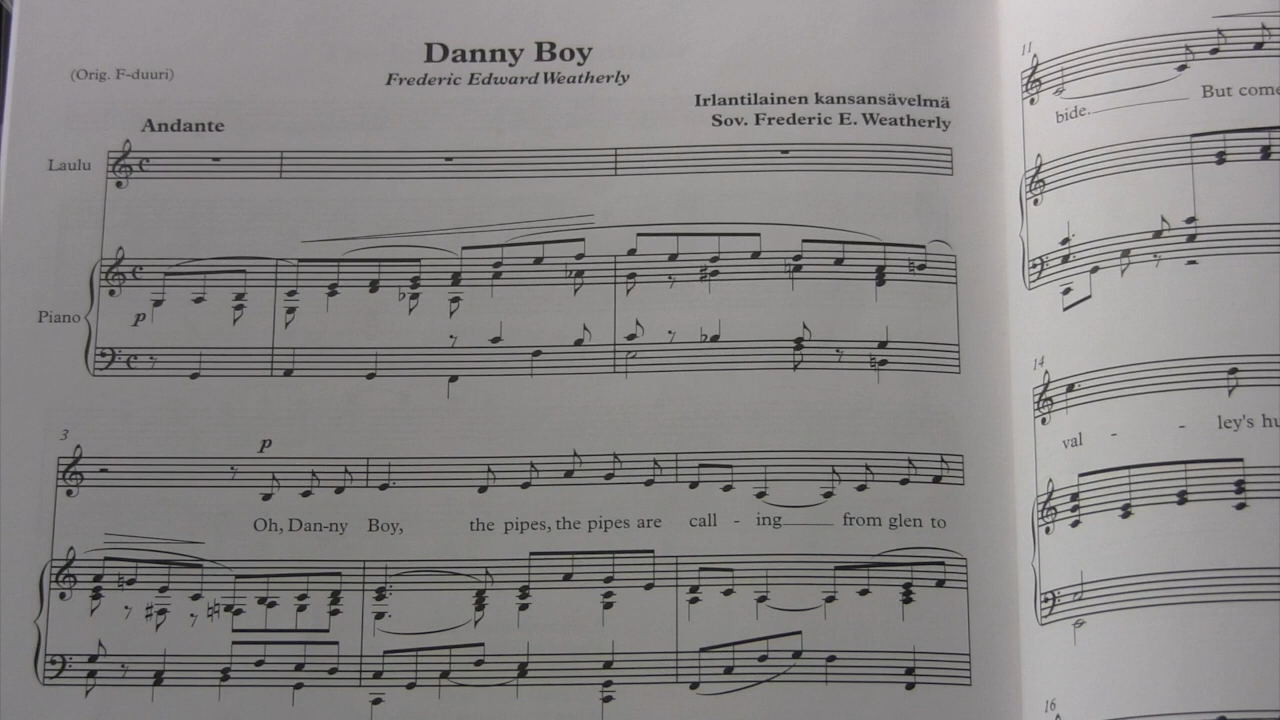 Danny Boy
(Orig. F-duuri)
Frederic Edward Weatherly
Irlantilainen kansansävelmä
Sov. Frederic E. Weatherly
Andante
Laulu
Piano
p
3
p
Oh, Dan-ny Boy, the pipes, the pipes are call - ing from glen to
11
bide. But come
14
val - - ley's
16